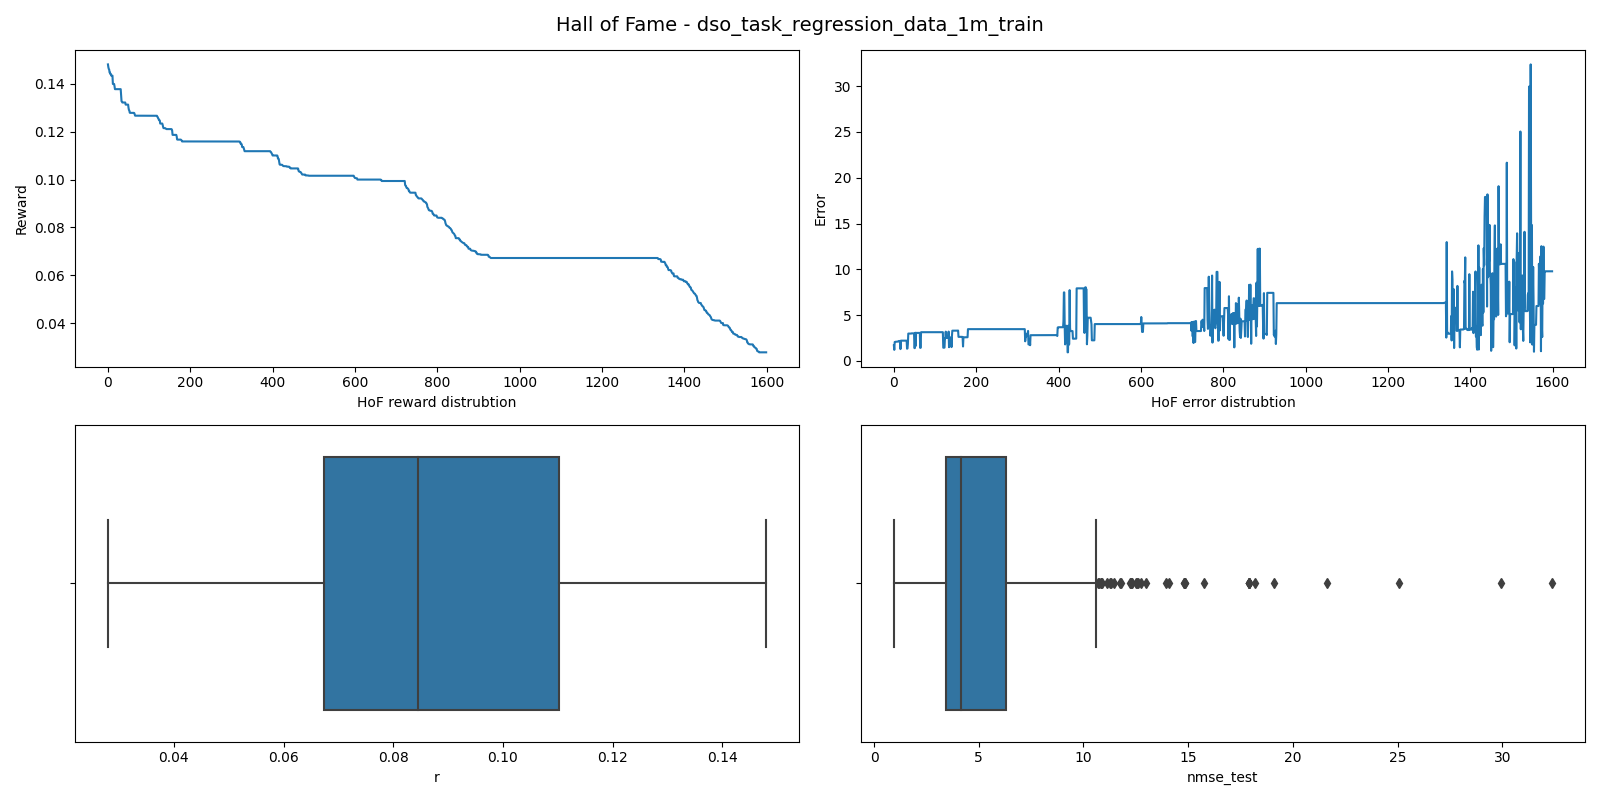 Hall of Fame - dso_task_regression_data_1m_train
0.14
0.12
0.10
0.08
0.06
0.04
Reward
0 200 400 600 800 1000 1200 1400 1600
HoF reward distrubtion
30
25
20
15
10
5
0
Error
0 200 400 600 800 1000 1200 1400 1600
HoF error distrubtion
0.04 0.06 0.08 0.10 0.12 0.14
r
0 5 10 15 20 25 30
nmse_test